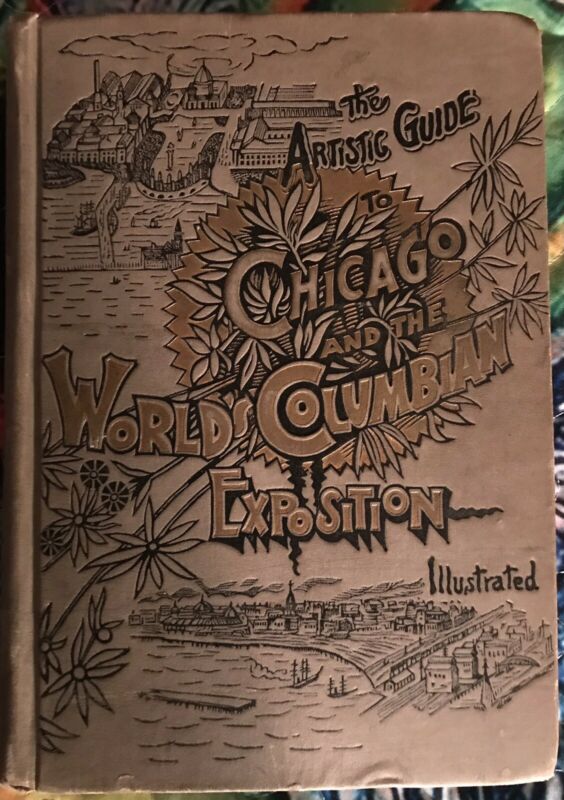 The
Artistic Guide
to
Chicago
and the
World's Columbian
Exposition
Illustrated